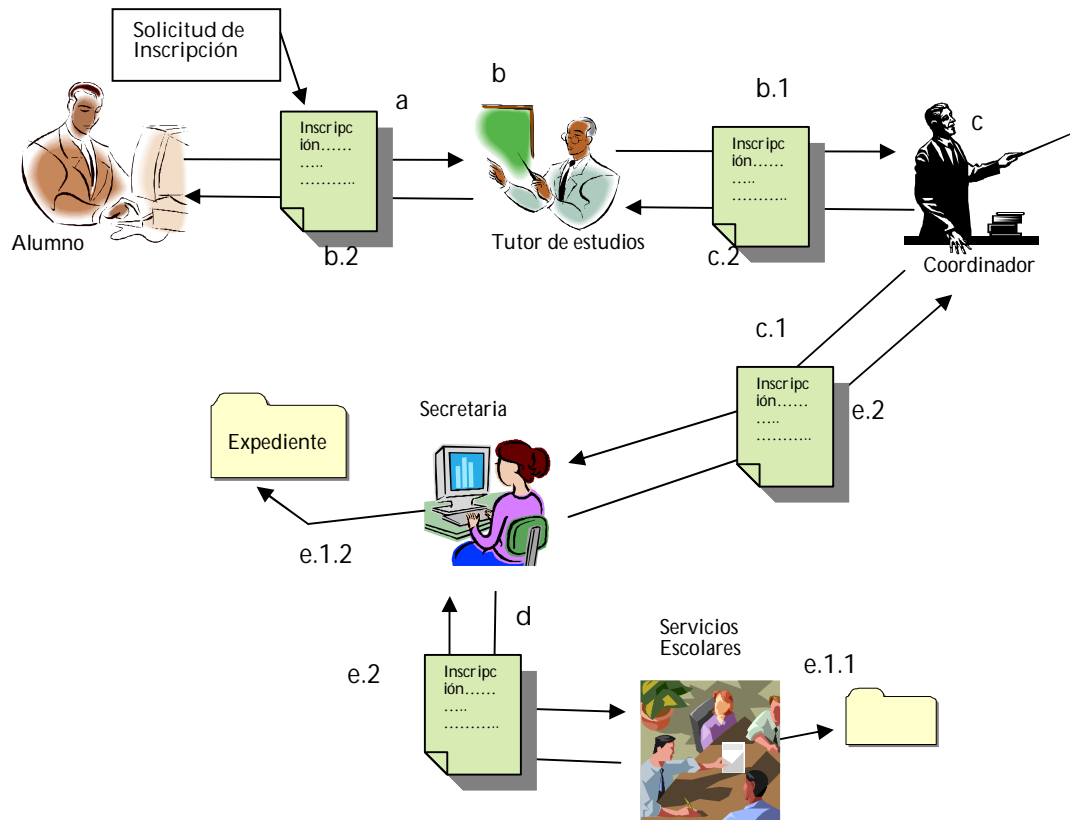 Solicitud de
Inscripción
a
b
b.1
c
Inscripc
ión……
…..
………..
Inscripc
ión……
…..
………..
Alumno
b.2
Tutor de estudios
c.2
Coordinador
c.1
Inscripc
ión……
…..
………..
e.2
Secretaria
Expediente
e.1.2
d
Servicios
Escolares
e.1.1
e.2
Inscripc
ión……
…..
………..